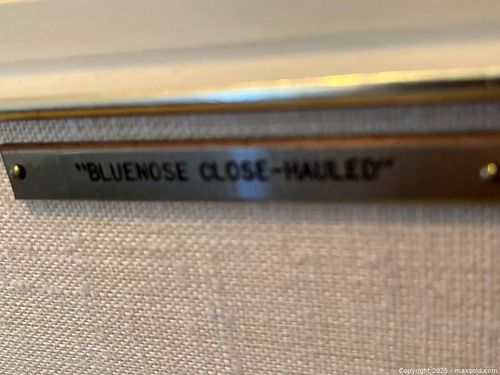 "BLUENOSE CLOSE-HAULED"
Copyright 2025 - maxsold.com